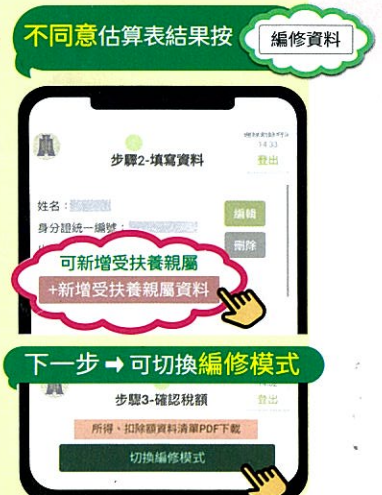 不同意估算表結果按
編修資料
14:33
步驟2-填寫資料
登出
姓名：
編輯
身分證統一編號：
刪除
可新增受扶養親屬
+新增受扶養親屬資料
下一步➡可切換編修模式
步驟3-確認稅額
登出
所得、扣除額資料清單PDF下載
切換編修模式